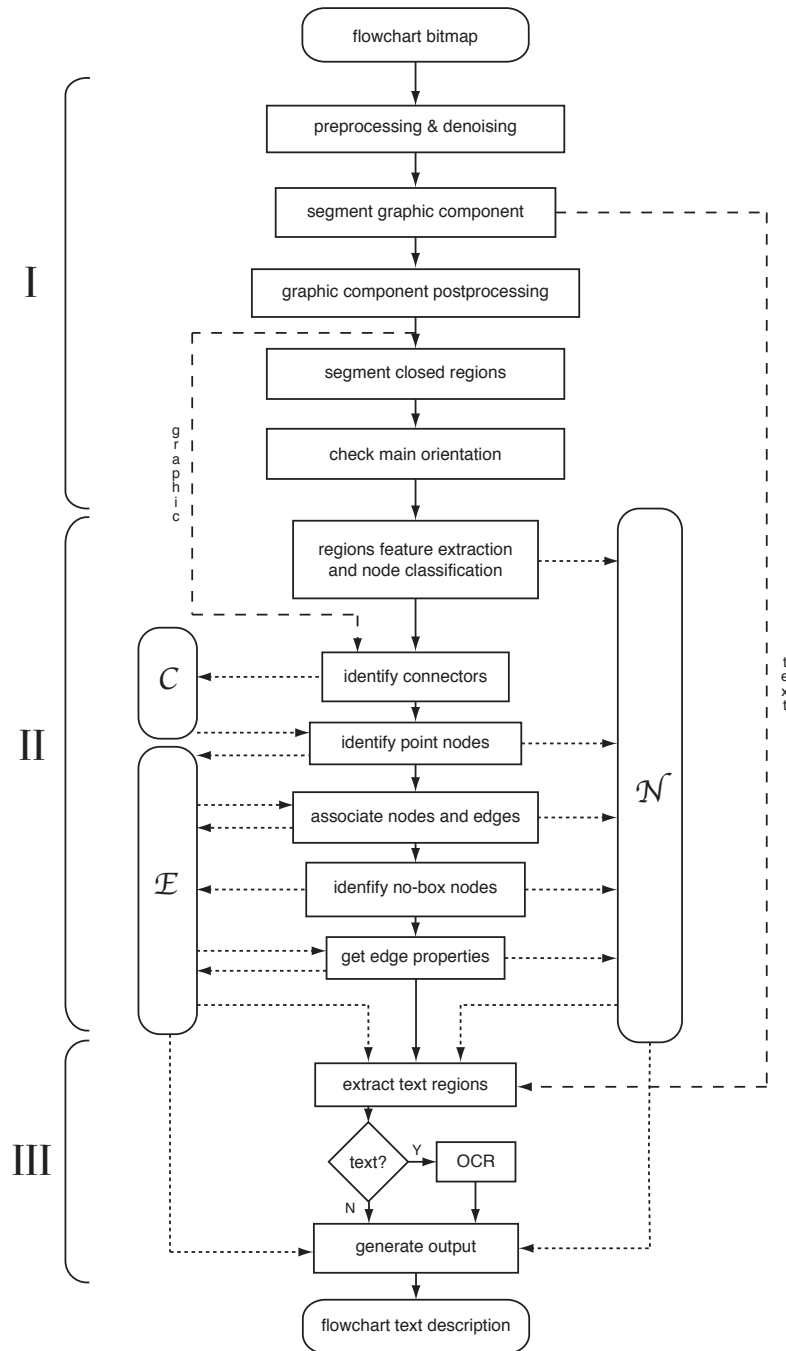 flowchart bitmap
I
preprocessing & denoising
segment graphic component
graphic component postprocessing
segment closed regions
graphic
check main orientation
II
regions feature extraction
and node classification
C
identify connectors
text
identify point nodes
N
associate nodes and edges
E
idenfify no-box nodes
get edge properties
III
extract text regions
text?
Y
OCR
N
generate output
flowchart text description